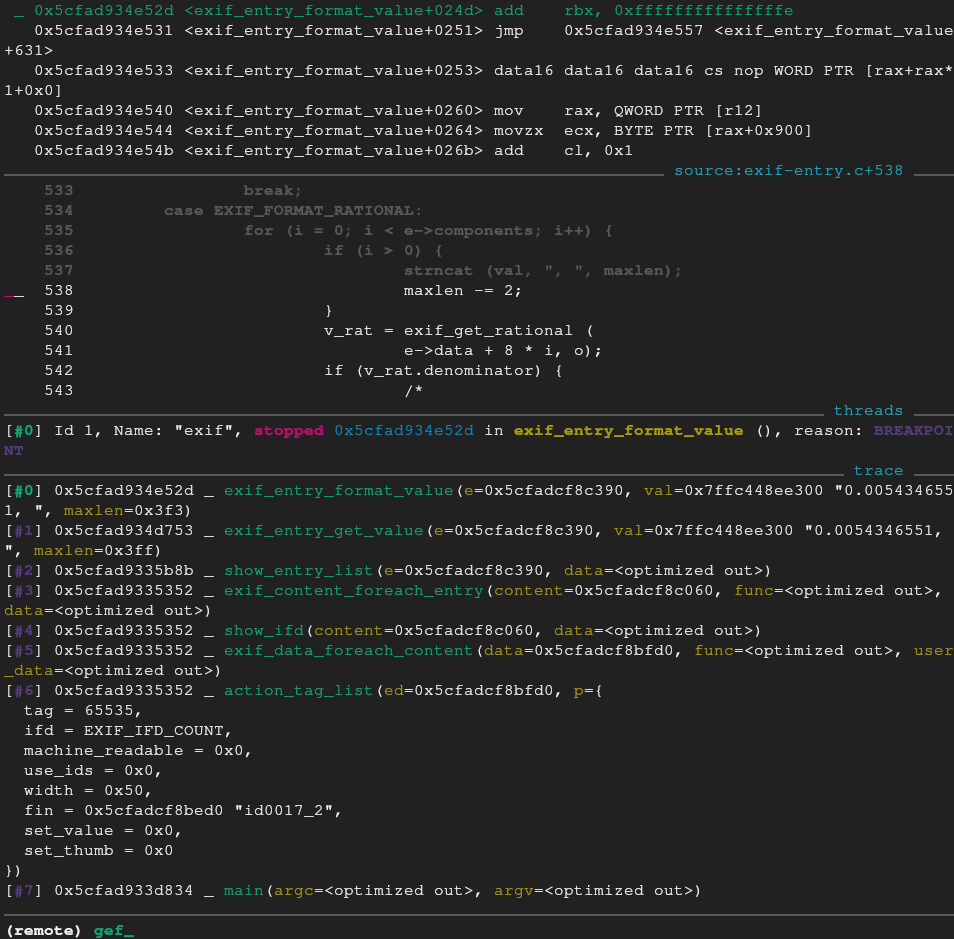 _ 0x5cfad934e52d <exif_entry_format_value+024d> add    rbx, 0xfffffffffffffffe
   0x5cfad934e531 <exif_entry_format_value+0251> jmp    0x5cfad934e557 <exif_entry_format_value
+631>
   0x5cfad934e533 <exif_entry_format_value+0253> data16 data16 data16 cs nop WORD PTR [rax+rax*
1+0x0]
   0x5cfad934e540 <exif_entry_format_value+0260> mov    rax, QWORD PTR [r12]
   0x5cfad934e544 <exif_entry_format_value+0264> movzx  ecx, BYTE PTR [rax+0x900]
   0x5cfad934e54b <exif_entry_format_value+026b> add    cl, 0x1
source:exif-entry.c+538
    533                 break;
    534         case EXIF_FORMAT_RATIONAL:
    535                 for (i = 0; i < e->components; i++) {
    536                         if (i > 0) {
    537                                 strncat (val, ", ", maxlen);
__  538                                 maxlen -= 2;
    539                         }
    540                         v_rat = exif_get_rational (
    541                                 e->data + 8 * i, o);
    542                         if (v_rat.denominator) {
    543                                 /*
threads
[#0] Id 1, Name: "exif", stopped 0x5cfad934e52d in exif_entry_format_value (), reason: BREAKPOI
NT
trace
[#0] 0x5cfad934e52d _ exif_entry_format_value(e=0x5cfadcf8c390, val=0x7ffc448ee300 "0.005434655
1, ", maxlen=0x3f3)
[#1] 0x5cfad934d753 _ exif_entry_get_value(e=0x5cfadcf8c390, val=0x7ffc448ee300 "0.0054346551, 
", maxlen=0x3ff)
[#2] 0x5cfad9335b8b _ show_entry_list(e=0x5cfadcf8c390, data=<optimized out>)
[#3] 0x5cfad9335352 _ exif_content_foreach_entry(content=0x5cfadcf8c060, func=<optimized out>, 
data=<optimized out>)
[#4] 0x5cfad9335352 _ show_ifd(content=0x5cfadcf8c060, data=<optimized out>)
[#5] 0x5cfad9335352 _ exif_data_foreach_content(data=0x5cfadcf8bfd0, func=<optimized out>, user
_data=<optimized out>)
[#6] 0x5cfad9335352 _ action_tag_list(ed=0x5cfadcf8bfd0, p={
  tag = 65535,
  ifd = EXIF_IFD_COUNT,
  machine_readable = 0x0,
  use_ids = 0x0,
  width = 0x50,
  fin = 0x5cfadcf8bed0 "id0017_2",
  set_value = 0x0,
  set_thumb = 0x0
})
[#7] 0x5cfad933d834 _ main(argc=<optimized out>, argv=<optimized out>)
(remote) gef_